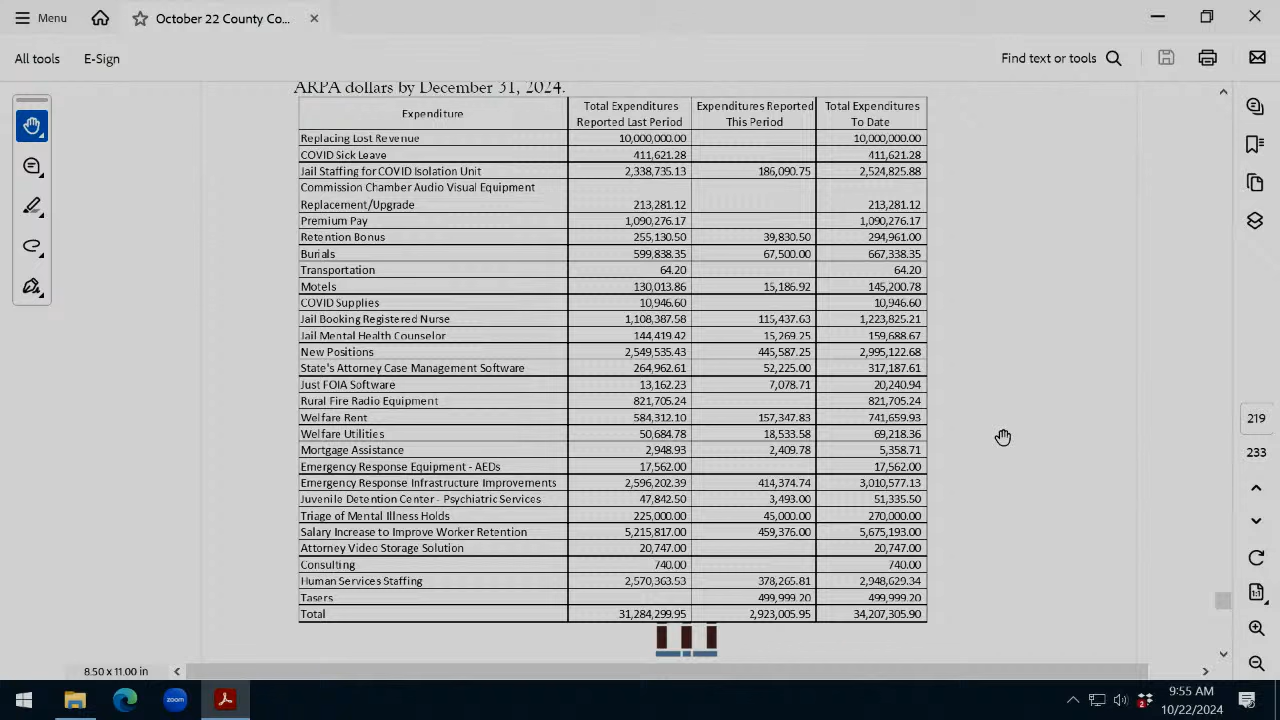 Menu
October 22 County Co...
All tools
E-Sign
Find text or tools
ARPA dollars by December 31, 2024.
Expenditure Total Expenditures Reported Last Period Expenditures Reported This Period Total Expenditures To Date
Replacing Lost Revenue 10,000,000.00 10,000,000.00
COVID Sick Leave 411,621.28 411,621.28
Jail Staffing for COVID Isolation Unit 2,338,735.13 186,090.75 2,524,825.88
Commission Chamber Audio Visual Equipment
Replacement/Upgrade 213,281.12 213,281.12
Premium Pay 1,090,276.17 1,090,276.17
Retention Bonus 255,130.50 39,830.50 294,961.00
Burials 599,838.35 67,500.00 667,338.35
Transportation 64.20 64.20
Motels 130,013.86 15,186.92 145,200.78
COVID Supplies 10,946.60 10,946.60
Jail Booking Registered Nurse 1,108,387.58 115,437.63 1,223,825.21
Jail Mental Health Counselor 144,419.42 15,269.25 159,688.67
New Positions 2,549,535.43 445,587.25 2,995,122.68
State's Attorney Case Management Software 264,962.61 52,225.00 317,187.61
Just FOIA Software 13,162.23 7,078.71 20,240.94
Rural Fire Radio Equipment 821,705.24 821,705.24
Welfare Rent 584,312.10 157,347.83 741,659.93
Welfare Utilities 50,684.78 18,533.58 69,218.36
Mortgage Assistance 2,948.93 2,409.78 5,358.71
Emergency Response Equipment - AEDs 17,562.00 17,562.00
Emergency Response Infrastructure Improvements 2,596,202.39 414,374.74 3,010,577.13
Juvenile Detention Center - Psychiatric Services 47,842.50 3,493.00 51,335.50
Triage of Mental Illness Holds 225,000.00 45,000.00 270,000.00
Salary Increase to Improve Worker Retention 5,215,817.00 459,376.00 5,675,193.00
Attorney Video Storage Solution 20,747.00 20,747.00
Consulting 740.00 740.00
Human Services Staffing 2,570,363.53 378,265.81 2,948,629.34
Tasers 499,999.20 499,999.20
Total 31,284,299.95 2,923,005.95 34,207,305.90
219
233
1:1
8.50 x 11.00 in
zoom
9:55 AM
10/22/2024